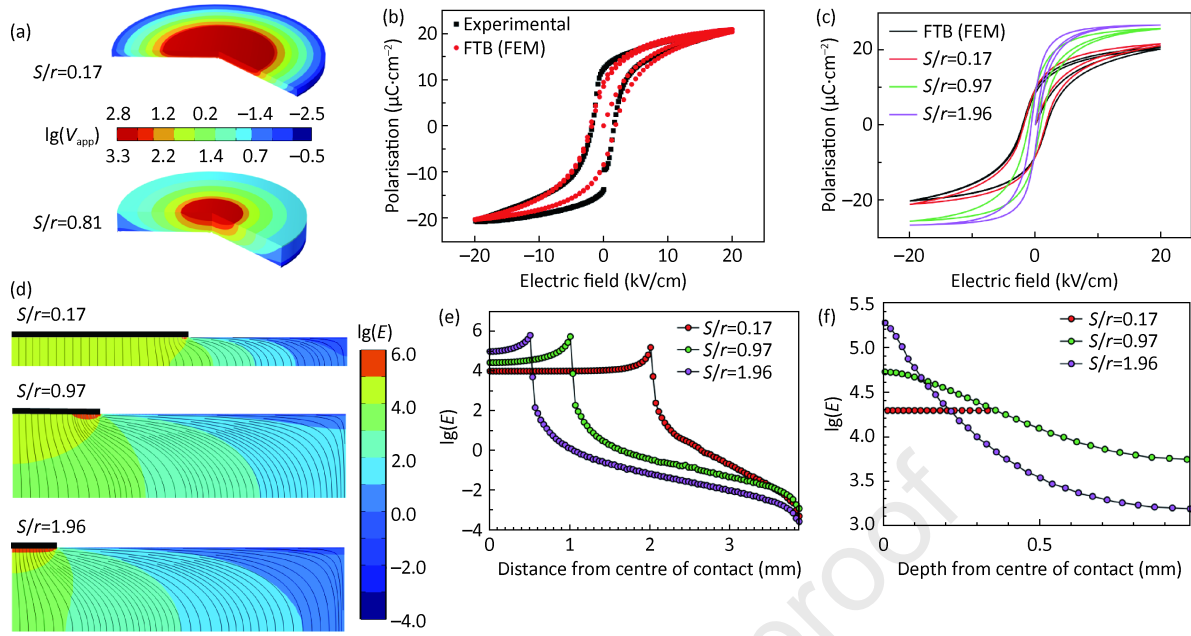 (a)
S/r=0.17
2.8 1.2 0.2 −1.4 −2.5
lg(Vapp)
3.3 2.2 1.4 0.7 −0.5
S/r=0.81
(b)
Experimental
FTB (FEM)
Polarisation (μC·cm−2)
20
10
0
−10
−20
−20 −10 0 10 20
Electric field (kV/cm)
(c)
FTB (FEM)
S/r=0.17
S/r=0.97
S/r=1.96
Polarisation (μC·cm−2)
20
0
−20
−20 0 20
Electric field (kV/cm)
(d)
S/r=0.17
S/r=0.97
S/r=1.96
lg(E)
6.0
4.0
2.0
0.0
−2.0
−4.0
(e)
S/r=0.17
S/r=0.97
S/r=1.96
lg(E)
6
4
2
0
−2
−4
0 1 2 3
Distance from centre of contact (mm)
(f)
S/r=0.17
S/r=0.97
S/r=1.96
lg(E)
5.5
5.0
4.5
4.0
3.5
3.0
0.5
Depth from centre of contact (mm)
proof